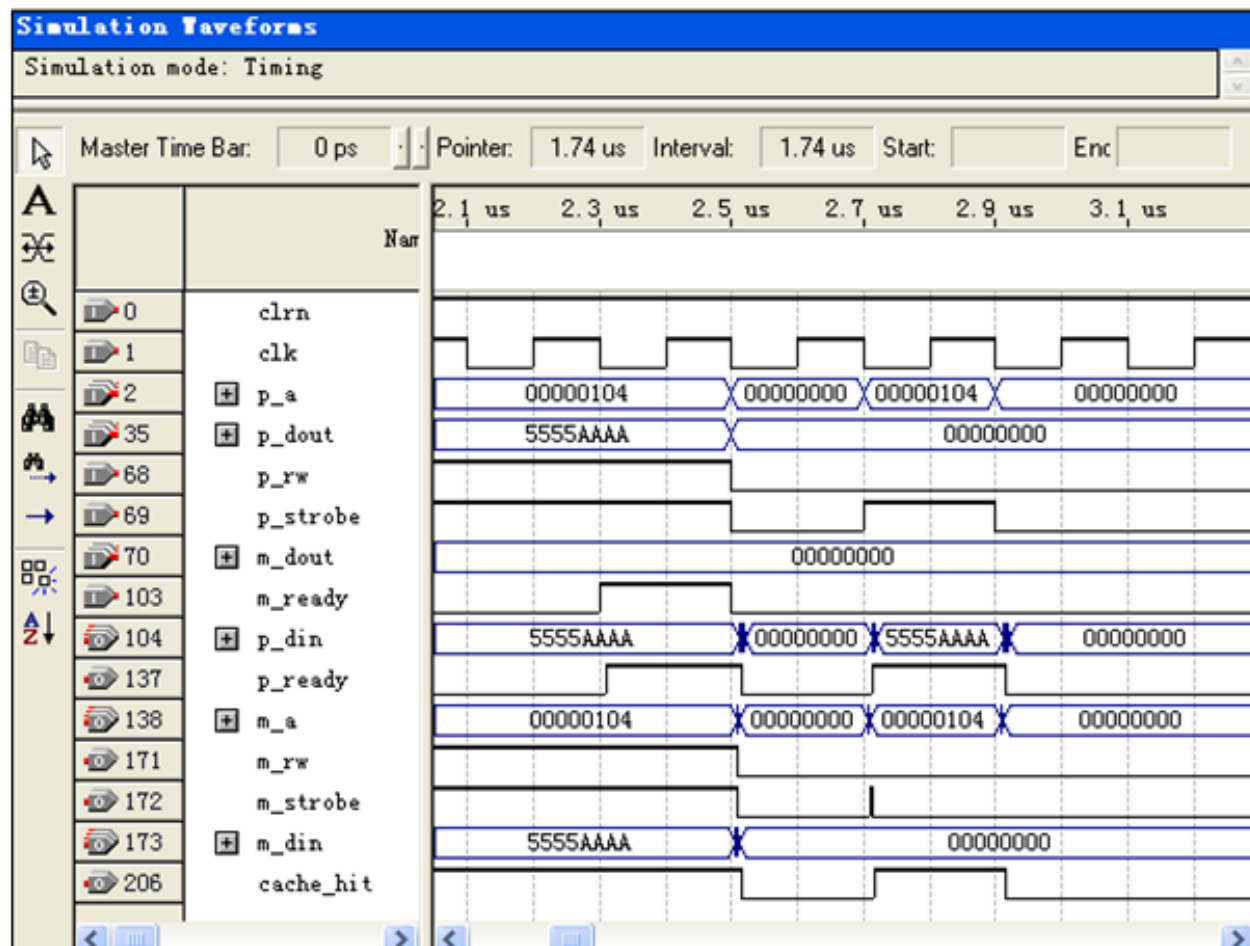 Simulation Waveforms
Simulation mode: Timing
Master Time Bar: 0 ps Pointer: 1.74 us Interval: 1.74 us Start: Enc
A
2.1 us 2.3 us 2.5 us 2.7 us 2.9 us 3.1 us
Nam
0 clrn
1 clk
2 p_a 00000104 00000000 00000104 00000000
35 p_dout 5555AAAA 00000000
68 p_rw
69 p_strobe
70 m_dout 00000000
103 m_ready
104 p_din 5555AAAA 00000000 5555AAAA 00000000
137 p_ready
138 m_a 00000104 00000000 00000104 00000000
171 m_rw
172 m_strobe
173 m_din 5555AAAA 00000000
206 cache_hit